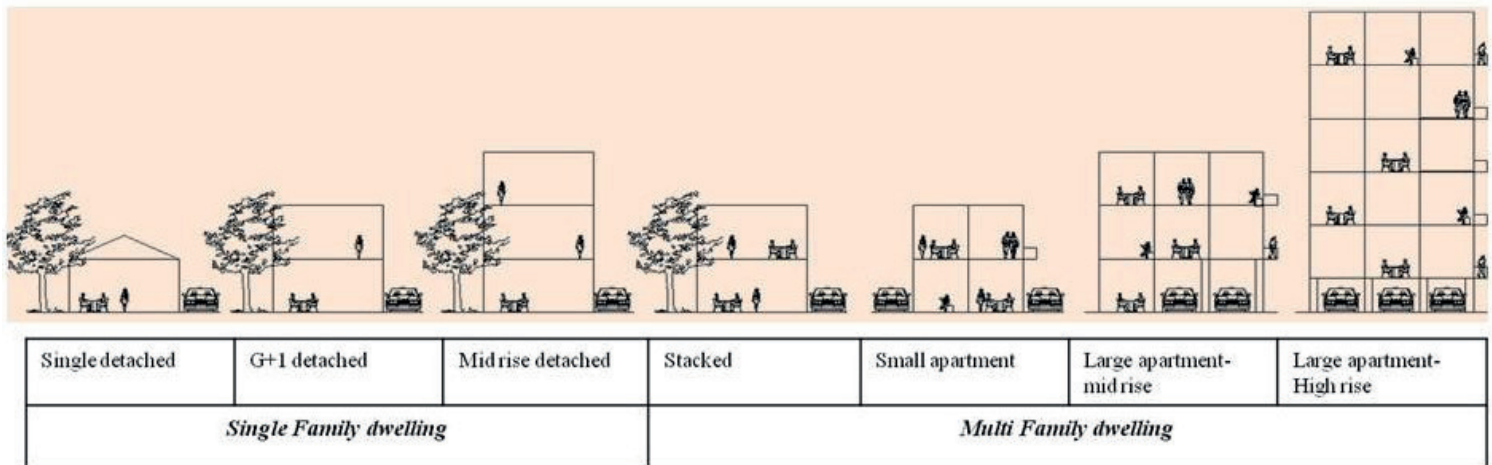 Single detached
G+1 detached
Mid rise detached
Stacked
Small apartment
Large apartment-
mid rise
Large apartment-
High rise
Single Family dwelling
Multi Family dwelling